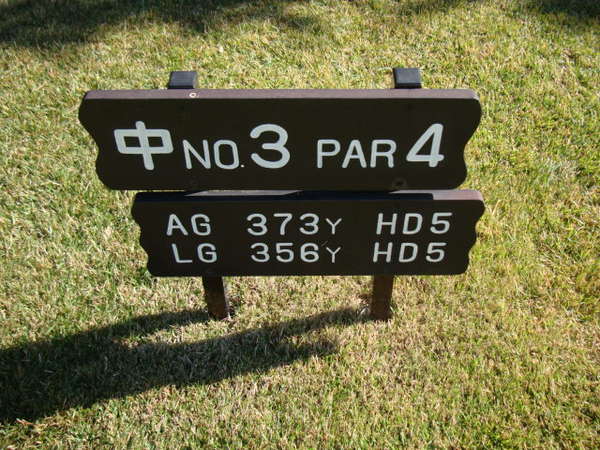 中 NO. 3 PAR 4
AG 373Y HD5
LG 356Y HD5